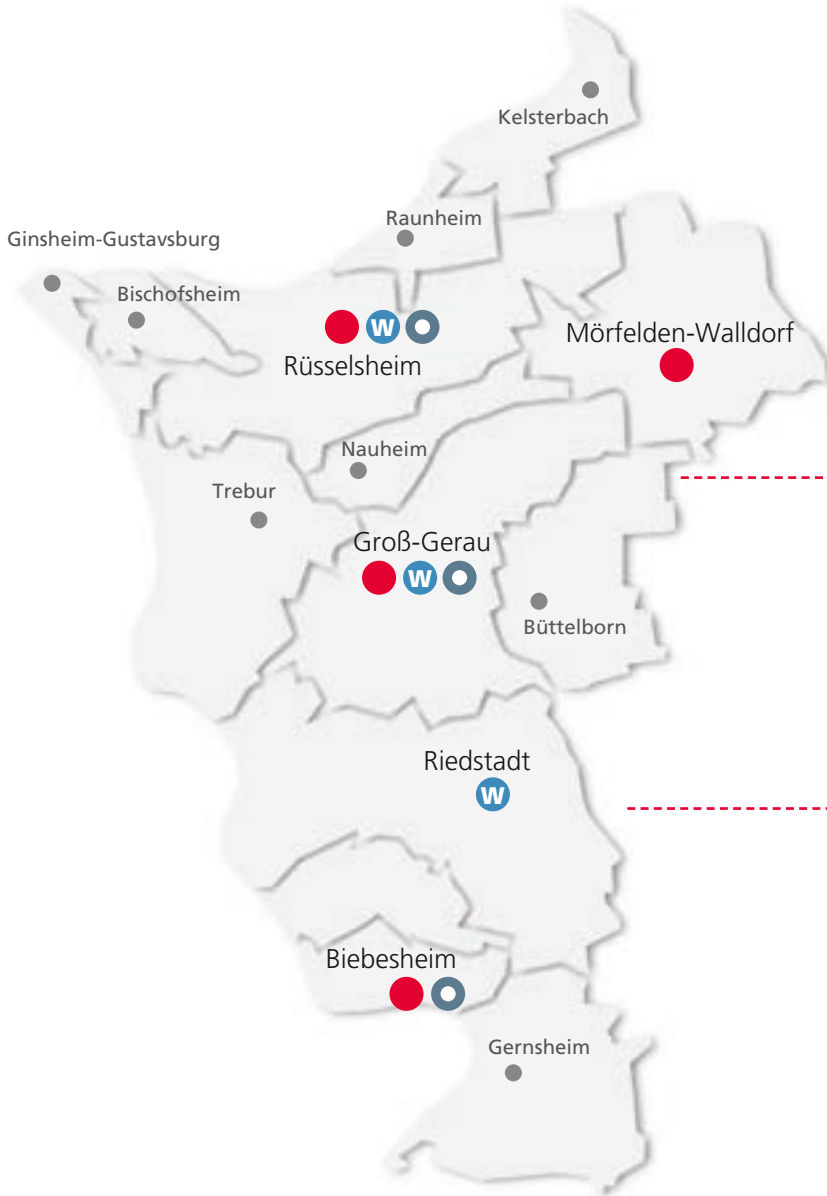 Kelsterbach
Raunheim
Ginsheim-Gustavsburg
Bischofsheim
W
Rüsselsheim
Mörfelden-Walldorf
Nauheim
Trebur
Groß-Gerau
W
Büttelborn
Riedstadt
W
Biebesheim
Gernsheim